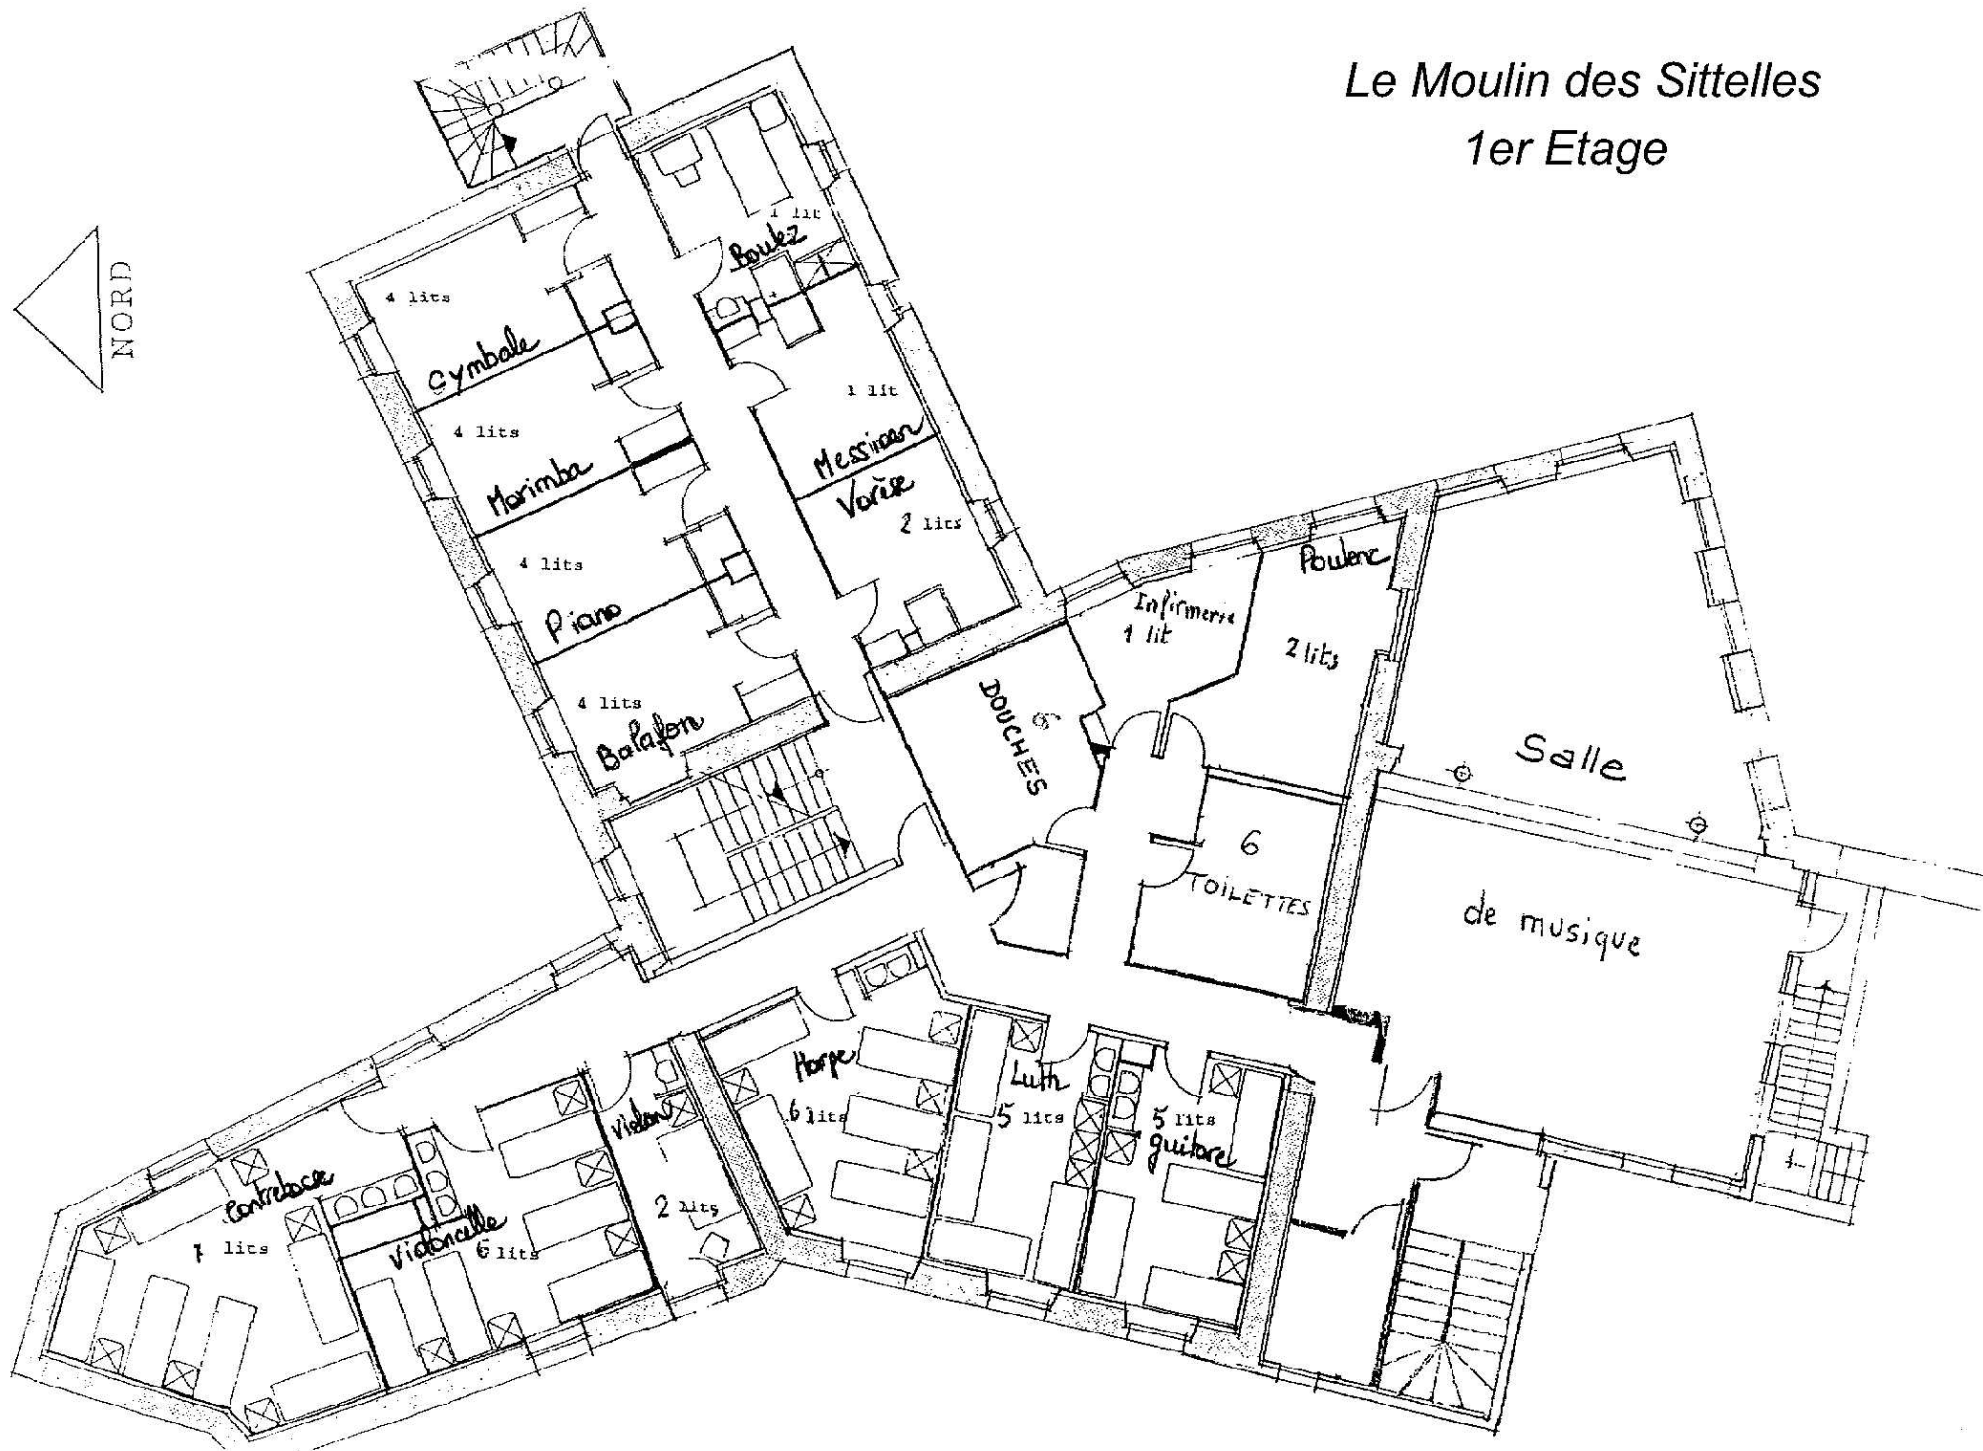 Le Moulin des Sittelles
1er Etage
NORD
1 lit
Boulez
4 lits
Cymbale
1 lit
Messiaen
4 lits
Marimba
Varèse
2 lits
4 lits
Piano
Poulenc
2 lits
Infirmerie
1 lit
4 lits
Balafon
6
DOUCHES
Salle
de musique
6
TOILETTES
Harpe
6 lits
Luth
5 lits
5 lits
guitare
Violon
2 lits
Contrebasse
7 lits
Violoncelle
6 lits